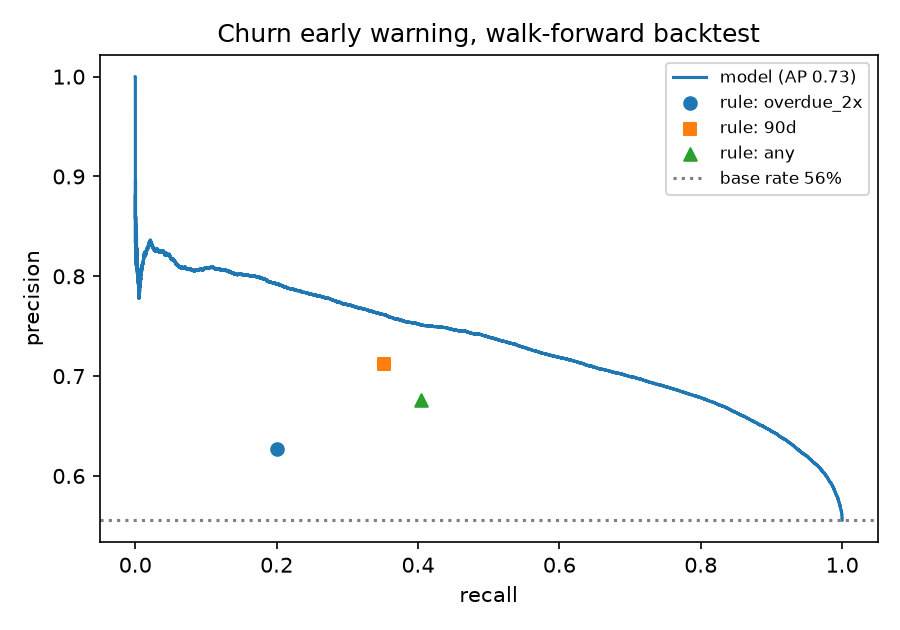 Churn early warning, walk-forward backtest
model (AP 0.73)
rule: overdue_2x
rule: 90d
rule: any
base rate 56%
precision
1.0
0.9
0.8
0.7
0.6
0.0
0.2
0.4
0.6
0.8
1.0
recall